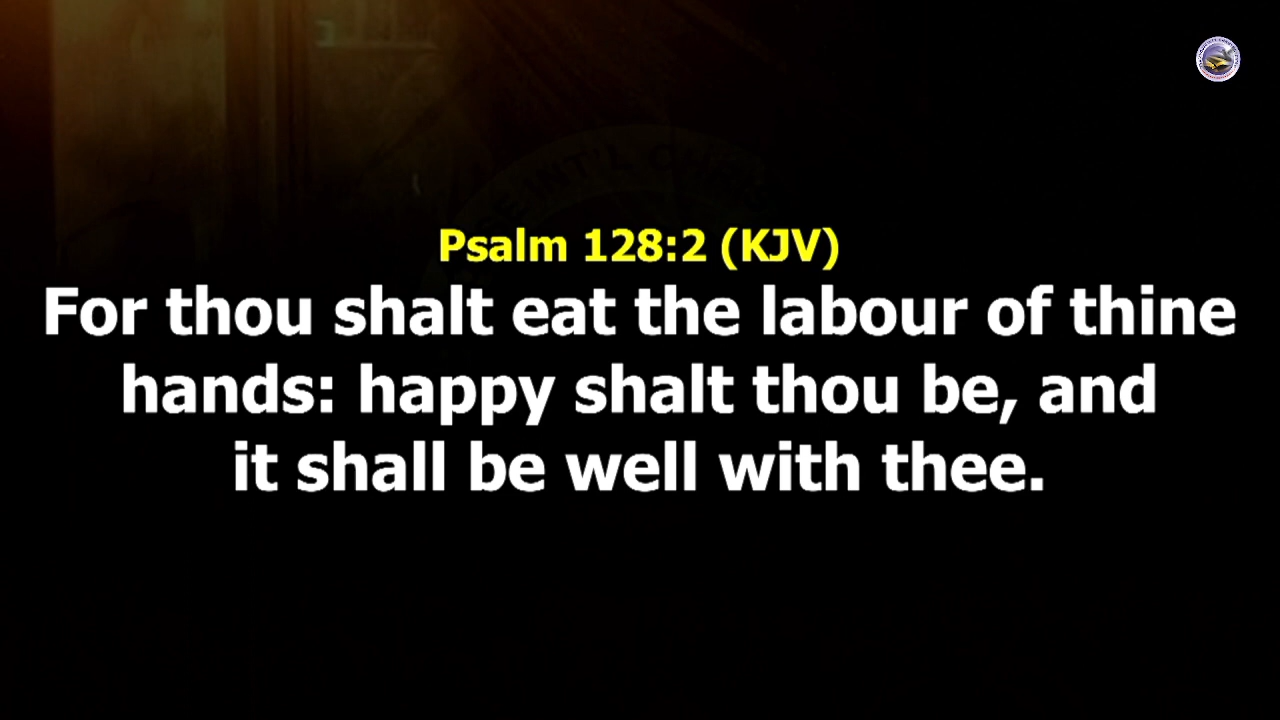 Psalm 128:2 (KJV)
For thou shalt eat the labour of thine
hands: happy shalt thou be, and
it shall be well with thee.